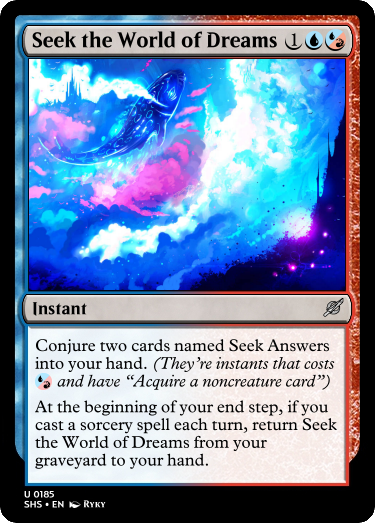 Seek the World of Dreams 1
Instant
Conjure two cards named Seek Answers
into your hand. (They're instants that costs
and have “Acquire a noncreature card”)
At the beginning of your end step, if you
cast a sorcery spell each turn, return Seek
the World of Dreams from your
graveyard to your hand.
U 0185
SHS • EN Ryky